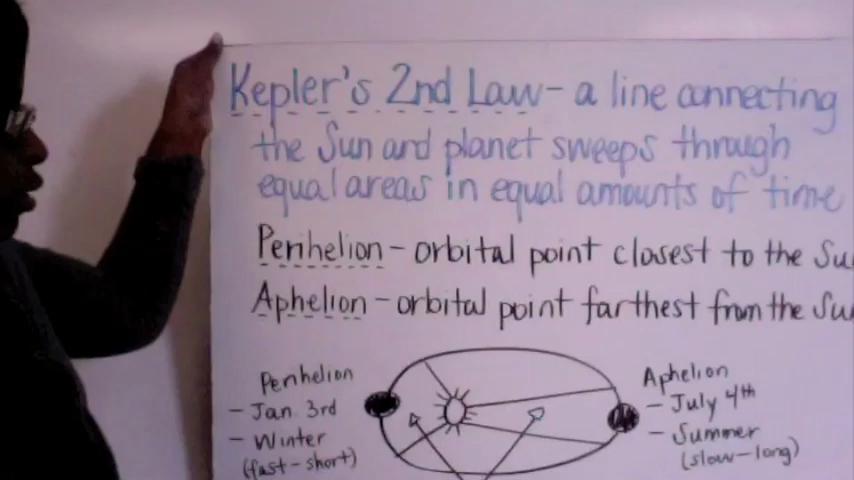 Kepler's 2nd Law - a line connecting
the Sun and planet sweeps through
equal areas in equal amounts of time
Perihelion - orbital point closest to the Su
Aphelion - orbital point farthest from the Su
Perihelion
- Jan. 3rd
- Winter
(fast - short)
Aphelion
- July 4th
- Summer
(slow - long)